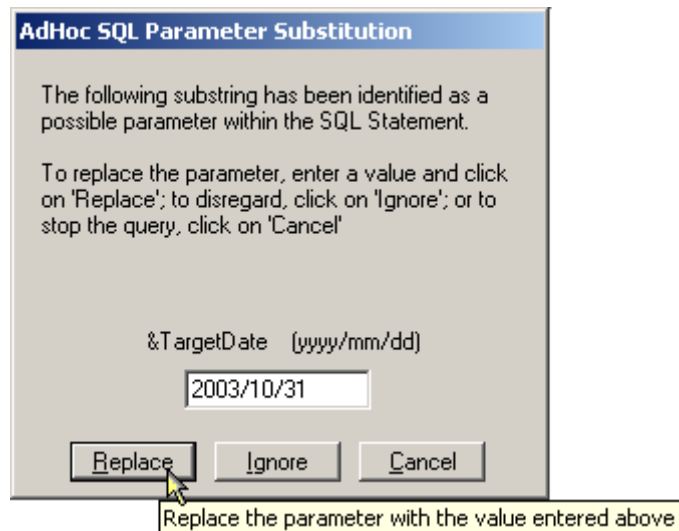 AdHoc SQL Parameter Substitution
The following substring has been identified as a
possible parameter within the SQL Statement.
To replace the parameter, enter a value and click
on 'Replace'; to disregard, click on 'Ignore'; or to
stop the query, click on 'Cancel'
&TargetDate (yyyy/mm/dd)
2003/10/31
Replace Ignore Cancel
Replace the parameter with the value entered above